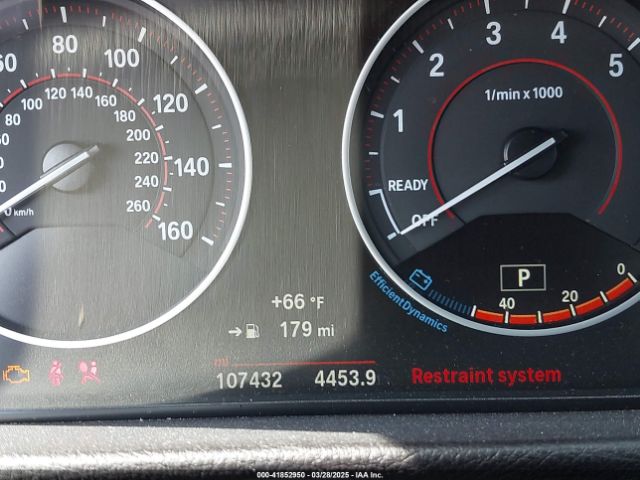 60 80 100 120 140 160
80 100 120 140 160 180 200 220 240 260
0 km/h
1 2 3 4 5
1/min x 1000
READY
OFF
P
40 20 0
EfficientDynamics
+66 °F
179 mi
mi
107432 4453.9
Restraint system
000-41852950 - 03/28/2025 - IAA Inc.